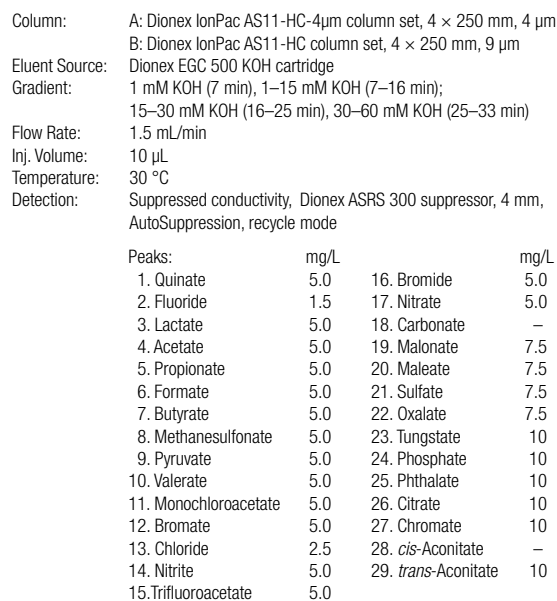 Column: A: Dionex IonPac AS11-HC-4µm column set, 4 × 250 mm, 4 µm
B: Dionex IonPac AS11-HC column set, 4 × 250 mm, 9 µm
Eluent Source: Dionex EGC 500 KOH cartridge
Gradient: 1 mM KOH (7 min), 1–15 mM KOH (7–16 min);
15–30 mM KOH (16–25 min), 30–60 mM KOH (25–33 min)
Flow Rate: 1.5 mL/min
Inj. Volume: 10 µL
Temperature: 30 °C
Detection: Suppressed conductivity, Dionex ASRS 300 suppressor, 4 mm,
AutoSuppression, recycle mode
Peaks: mg/L mg/L
1. Quinate 5.0 16. Bromide 5.0
2. Fluoride 1.5 17. Nitrate 5.0
3. Lactate 5.0 18. Carbonate –
4. Acetate 5.0 19. Malonate 7.5
5. Propionate 5.0 20. Maleate 7.5
6. Formate 5.0 21. Sulfate 7.5
7. Butyrate 5.0 22. Oxalate 7.5
8. Methanesulfonate 5.0 23. Tungstate 10
9. Pyruvate 5.0 24. Phosphate 10
10. Valerate 5.0 25. Phthalate 10
11. Monochloroacetate 5.0 26. Citrate 10
12. Bromate 5.0 27. Chromate 10
13. Chloride 2.5 28. cis-Aconitate –
14. Nitrite 5.0 29. trans-Aconitate 10
15.Trifluroacetate 5.0